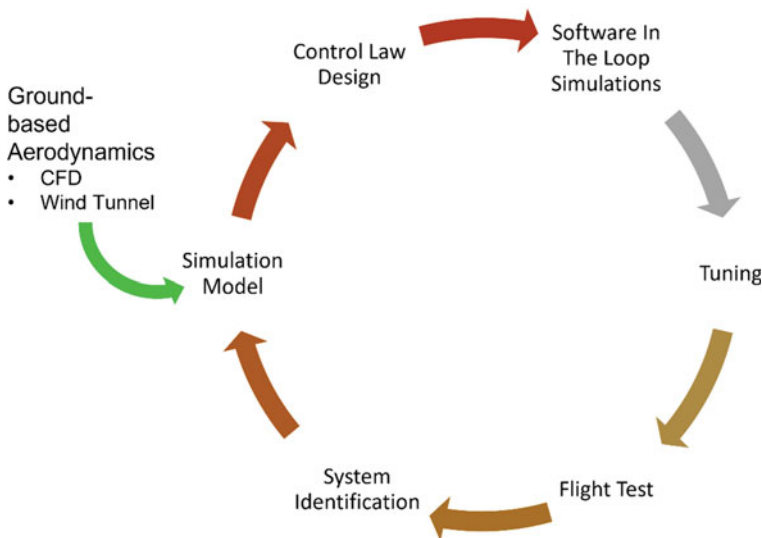 Ground-
based
Aerodynamics
• CFD
• Wind Tunnel
Simulation
Model
Control Law
Design
Software In
The Loop
Simulations
Tuning
Flight Test
System
Identification